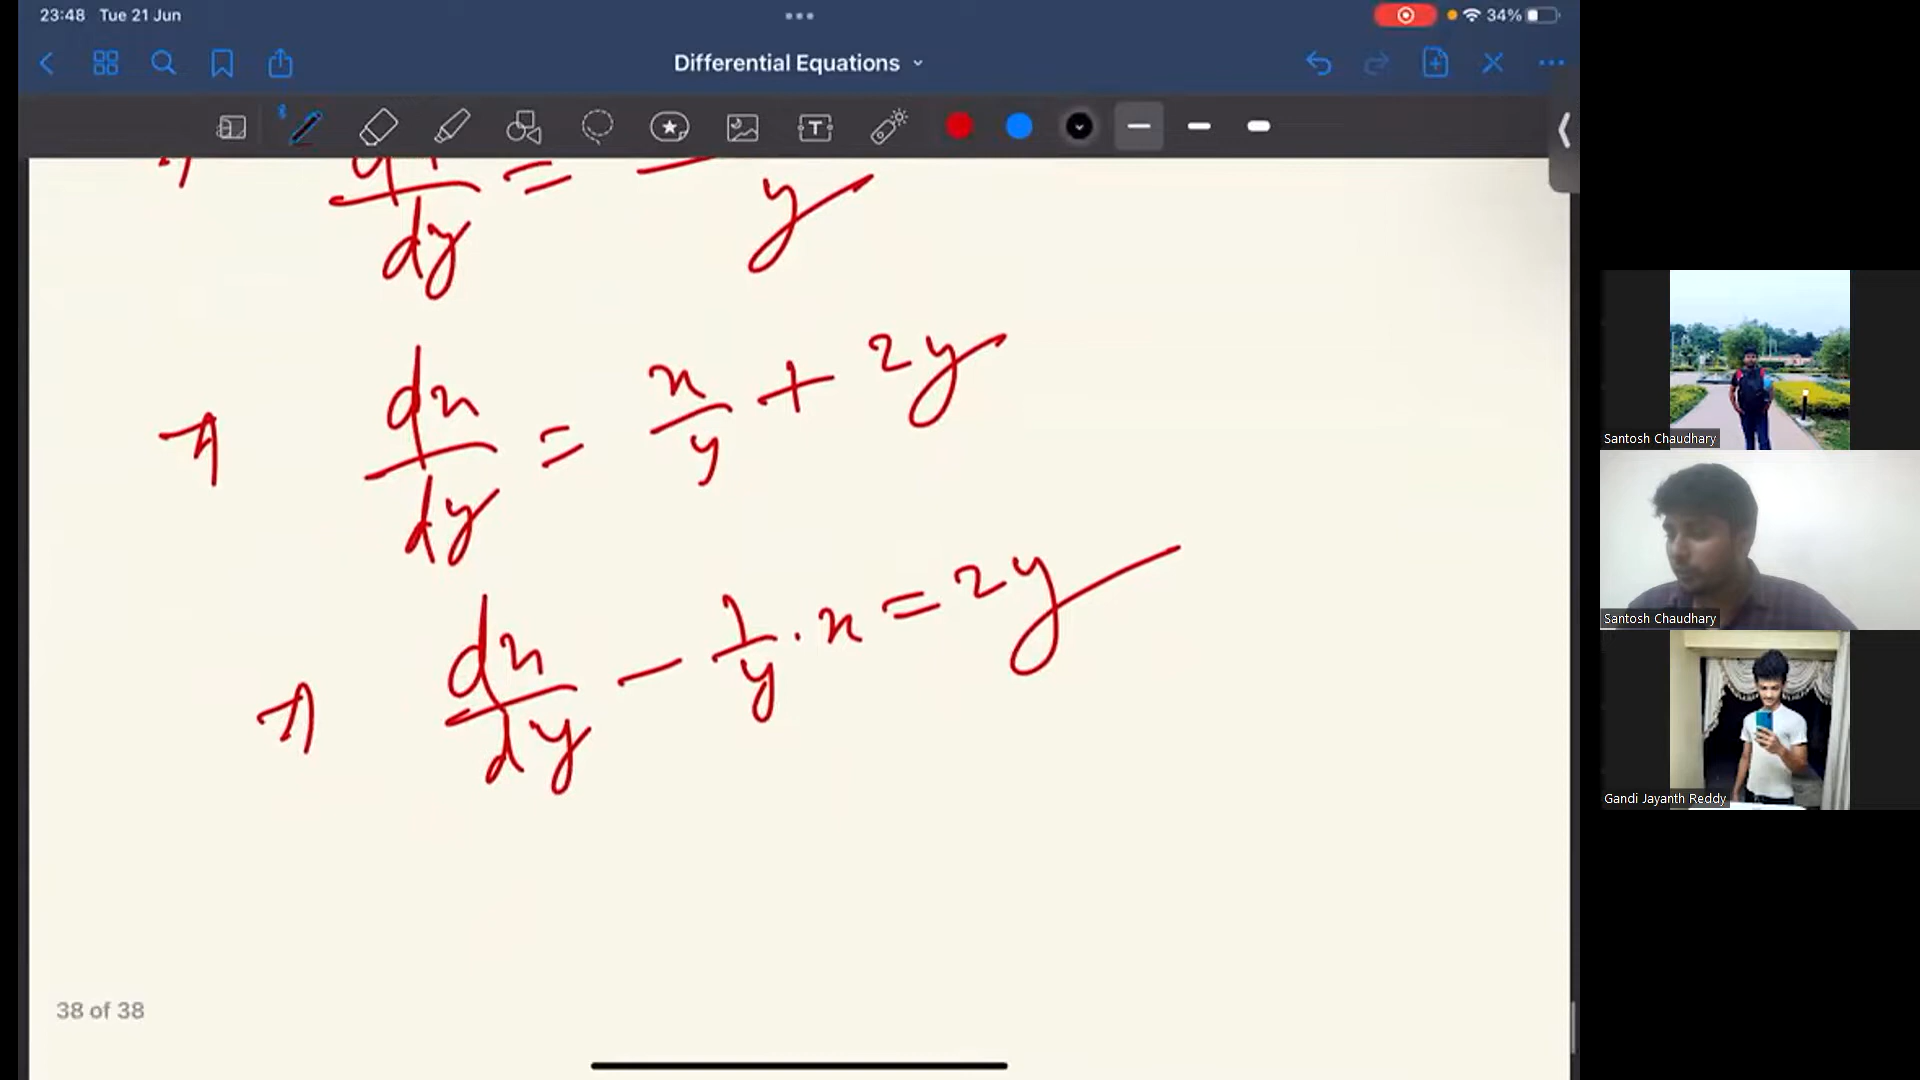 23:48 Tue 21 Jun
34%
Differential Equations
dy = y
⇒ dx/dy = x/y + 2y
⇒ dx/dy − 1/y · x = 2y
38 of 38
Santosh Chaudhary
Santosh Chaudhary
Gandi Jayanth Reddy